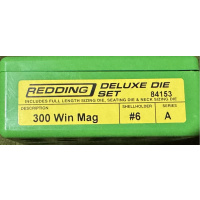 REDDING DELUXE DIE SET 84153
INCLUDES FULL LENGTH SIZING DIE, SEATING DIE & NECK SIZING DIE
DESCRIPTION SHELLHOLDER SERIES
300 Win Mag #6 A